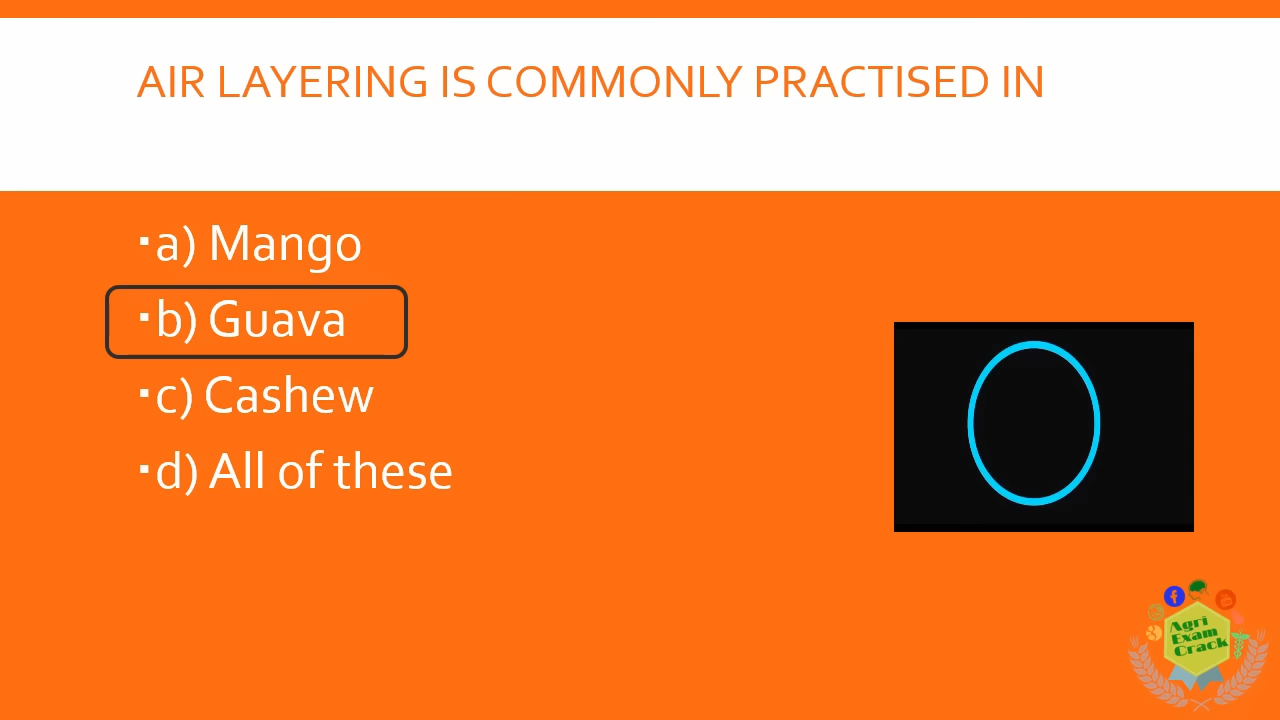 AIR LAYERING IS COMMONLY PRACTISED IN
▪a) Mango
▪b) Guava
▪c) Cashew
▪d) All of these
Agri
Exam
Crack